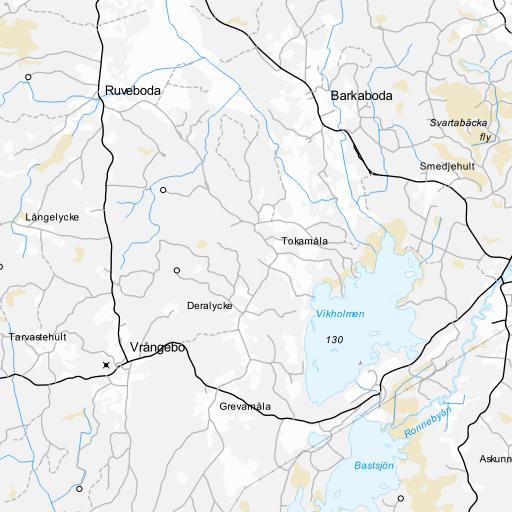 Ruveboda
Barkaboda
Svartabäcka
fly
Smedjehult
Långelycke
Tokamåla
Deralycke
Vikholmen
130
Tarvastehult
Vrångebo
Grevamåla
Ronnebyån
Bastsjön
Askunn